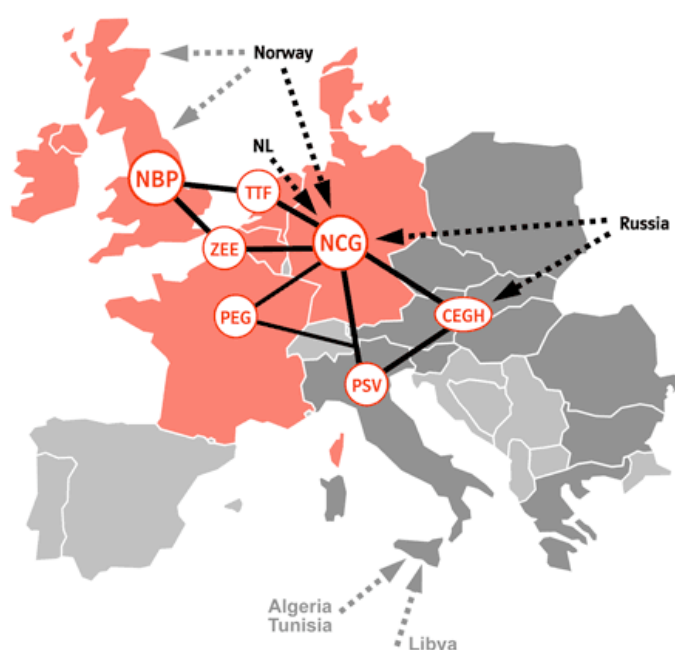 Norway
NL
NBP
TTF
Russia
ZEE
NCG
PEG
CEGH
PSV
Algeria
Tunisia
Libya